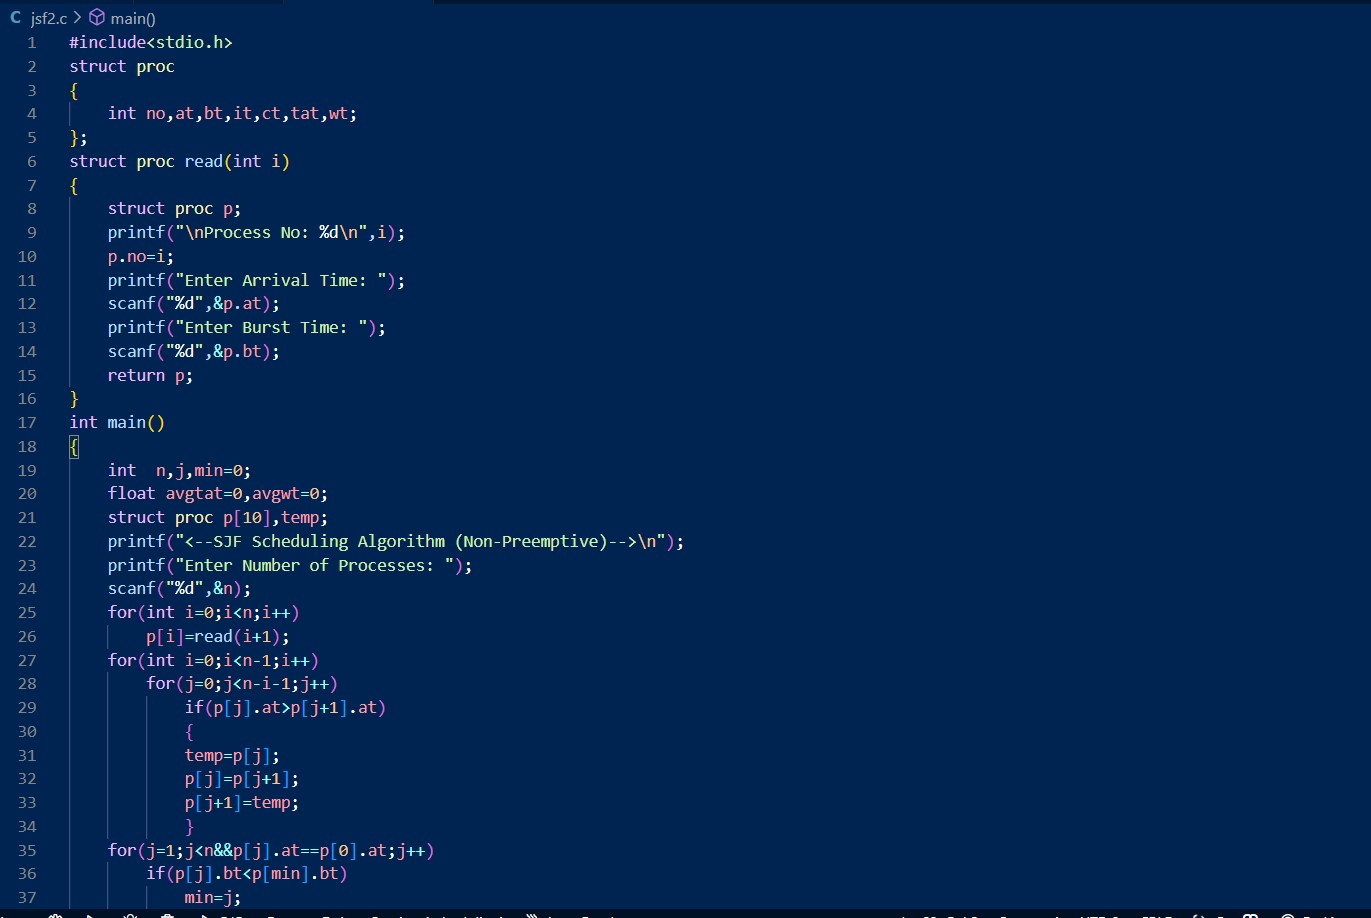 C jsf2.c > main()
1 #include<stdio.h>
2 struct proc
3 {
4     int no,at,bt,it,ct,tat,wt;
5 };
6 struct proc read(int i)
7 {
8     struct proc p;
9     printf("\nProcess No: %d\n",i);
10     p.no=i;
11     printf("Enter Arrival Time: ");
12     scanf("%d",&p.at);
13     printf("Enter Burst Time: ");
14     scanf("%d",&p.bt);
15     return p;
16 }
17 int main()
18 {
19     int  n,j,min=0;
20     float avgtat=0,avgwt=0;
21     struct proc p[10],temp;
22     printf("<--SJF Scheduling Algorithm (Non-Preemptive)-->\n");
23     printf("Enter Number of Processes: ");
24     scanf("%d",&n);
25     for(int i=0;i<n;i++)
26         p[i]=read(i+1);
27     for(int i=0;i<n-1;i++)
28         for(j=0;j<n-i-1;j++)
29             if(p[j].at>p[j+1].at)
30             {
31             temp=p[j];
32             p[j]=p[j+1];
33             p[j+1]=temp;
34             }
35     for(j=1;j<n&&p[j].at==p[0].at;j++)
36         if(p[j].bt<p[min].bt)
37             min=j;